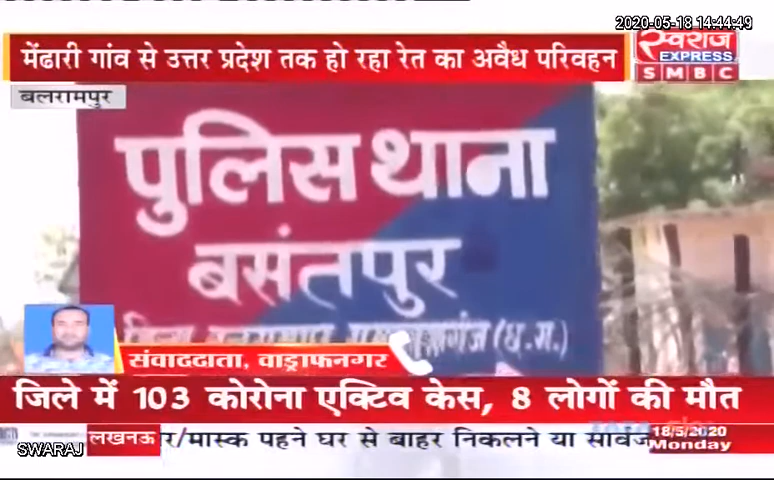 2020-05-18 14:44:49
मेंढारी गांव से उत्तर प्रदेश तक हो रहा रेत का अवैध परिवहन
स्वराज
EXPRESS
SMBC
बलरामपुर
पुलिस थाना
बसंतपुर
संवाददाता, वाड्राफनगर
जिले में 103 कोरोना एक्टिव केस, 8 लोगों की मौत
SWARAJ
लखनऊ
र/मास्क पहने घर से बाहर निकलने या सार्वज
18/5/2020
Monday